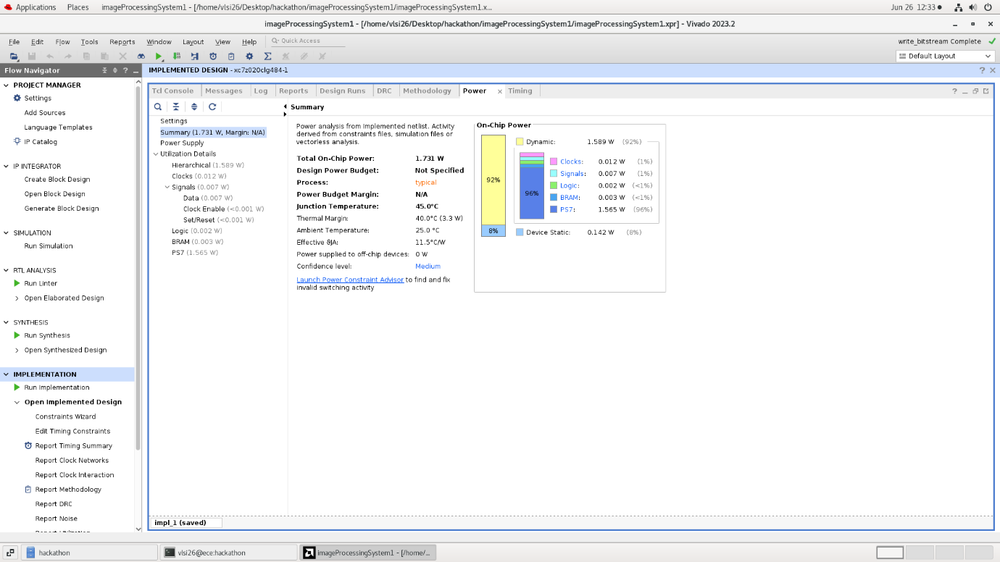 Applications Places imageProcessingSystem1 - [/home/vlsi26/Desktop/hackathon/imageProcessingSystem1/imageProcessingSystem1.x... Jun 26 12:33
imageProcessingSystem1 - [/home/vlsi26/Desktop/hackathon/imageProcessingSystem1/imageProcessingSystem1.xpr] - Vivado 2023.2
File Edit Flow Tools Reports Window Layout View Help Quick Access write_bitstream Complete
Default Layout
Flow Navigator
IMPLEMENTED DESIGN - xc7z020clg484-1
PROJECT MANAGER
Settings
Add Sources
Language Templates
IP Catalog
IP INTEGRATOR
Create Block Design
Open Block Design
Generate Block Design
SIMULATION
Run Simulation
RTL ANALYSIS
Run Linter
Open Elaborated Design
SYNTHESIS
Run Synthesis
Open Synthesized Design
IMPLEMENTATION
Run Implementation
Open Implemented Design
Constraints Wizard
Edit Timing Constraints
Report Timing Summary
Report Clock Networks
Report Clock Interaction
Report Methodology
Report DRC
Report Noise
Tcl Console Messages Log Reports Design Runs DRC Methodology Power Timing
Settings
Summary (1.731 W, Margin: N/A)
Power Supply
Utilization Details
Hierarchical (1.589 W)
Clocks (0.012 W)
Signals (0.007 W)
Data (0.007 W)
Clock Enable (<0.001 W)
Set/Reset (<0.001 W)
Logic (0.002 W)
BRAM (0.003 W)
PS7 (1.565 W)
Summary
Power analysis from Implemented netlist. Activity
derived from constraints files, simulation files or
vectorless analysis.
Total On-Chip Power: 1.731 W
Design Power Budget: Not Specified
Process: typical
Power Budget Margin: N/A
Junction Temperature: 45.0°C
Thermal Margin: 40.0°C (3.3 W)
Ambient Temperature: 25.0 °C
Effective ϑJA: 11.5°C/W
Power supplied to off-chip devices: 0 W
Confidence level: Medium
Launch Power Constraint Advisor to find and fix
invalid switching activity
On-Chip Power
92%
8%
Dynamic: 1.589 W (92%)
96%
Clocks: 0.012 W (1%)
Signals: 0.007 W (1%)
Logic: 0.002 W (<1%)
BRAM: 0.003 W (<1%)
PS7: 1.565 W (96%)
Device Static: 0.142 W (8%)
impl_1 (saved)
hackathon
vlsi26@ece:hackathon
imageProcessingSystem1 - [/home/...